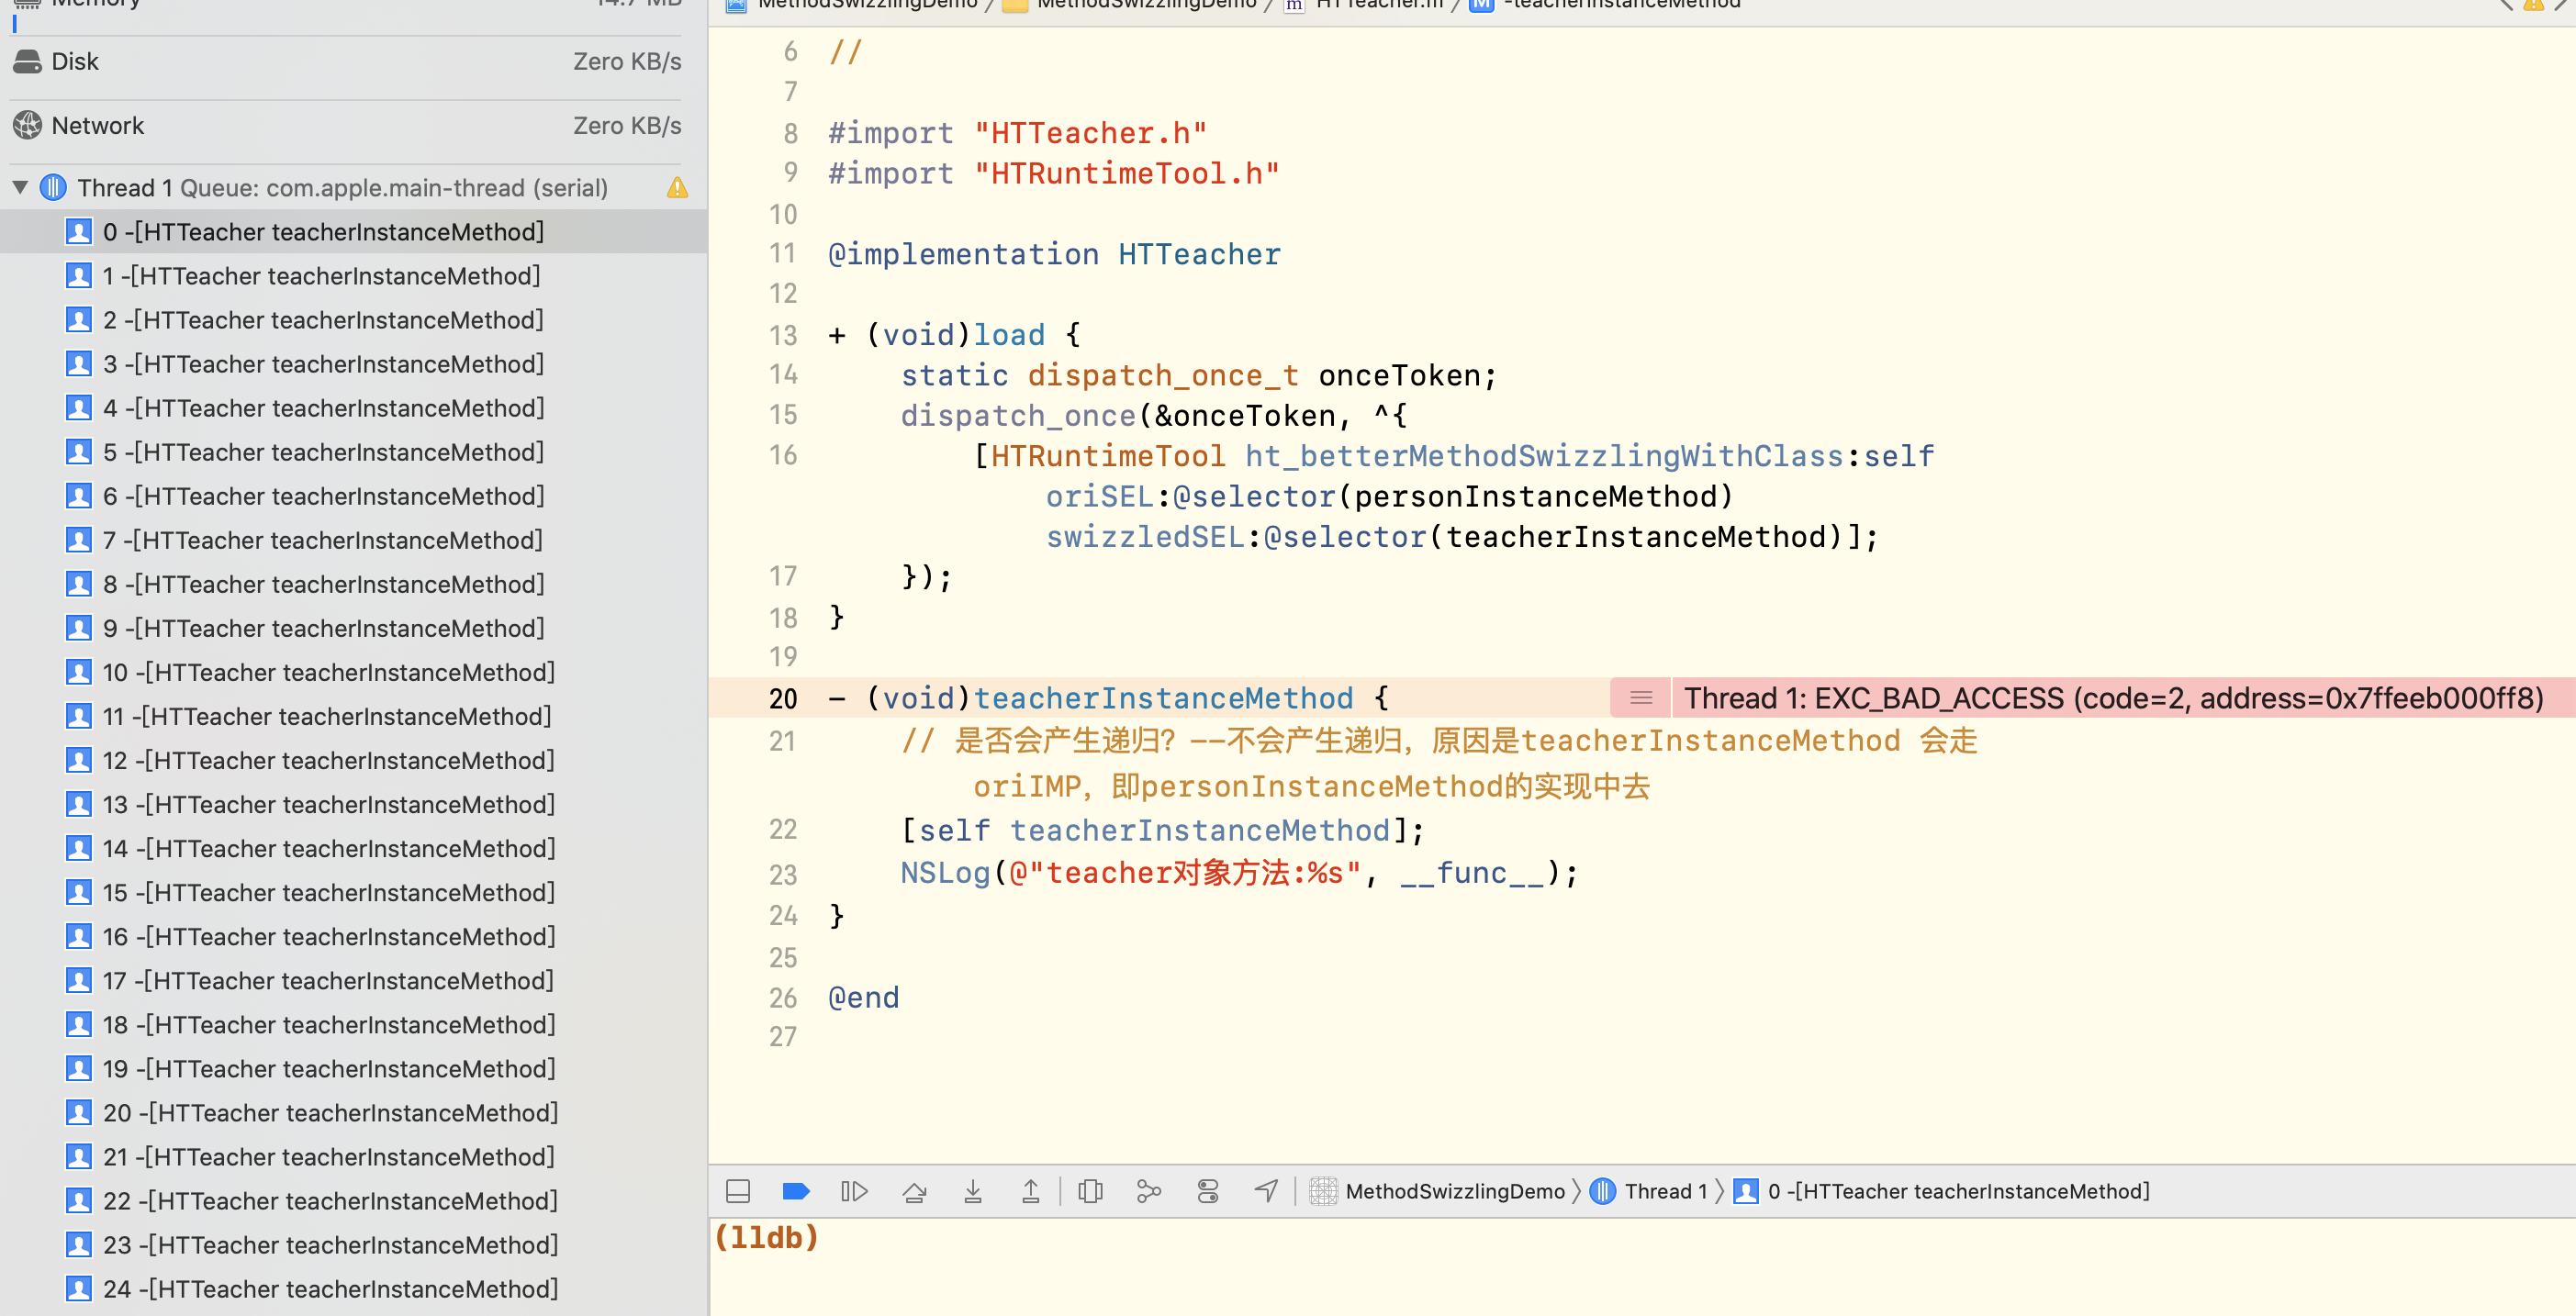 Memory 14.7 MB
Disk Zero KB/s
Network Zero KB/s
Thread 1 Queue: com.apple.main-thread (serial)
0 -[HTTeacher teacherInstanceMethod]
1 -[HTTeacher teacherInstanceMethod]
2 -[HTTeacher teacherInstanceMethod]
3 -[HTTeacher teacherInstanceMethod]
4 -[HTTeacher teacherInstanceMethod]
5 -[HTTeacher teacherInstanceMethod]
6 -[HTTeacher teacherInstanceMethod]
7 -[HTTeacher teacherInstanceMethod]
8 -[HTTeacher teacherInstanceMethod]
9 -[HTTeacher teacherInstanceMethod]
10 -[HTTeacher teacherInstanceMethod]
11 -[HTTeacher teacherInstanceMethod]
12 -[HTTeacher teacherInstanceMethod]
13 -[HTTeacher teacherInstanceMethod]
14 -[HTTeacher teacherInstanceMethod]
15 -[HTTeacher teacherInstanceMethod]
16 -[HTTeacher teacherInstanceMethod]
17 -[HTTeacher teacherInstanceMethod]
18 -[HTTeacher teacherInstanceMethod]
19 -[HTTeacher teacherInstanceMethod]
20 -[HTTeacher teacherInstanceMethod]
21 -[HTTeacher teacherInstanceMethod]
22 -[HTTeacher teacherInstanceMethod]
23 -[HTTeacher teacherInstanceMethod]
24 -[HTTeacher teacherInstanceMethod]
MethodSwizzlingDemo MethodSwizzlingDemo m HTTeacher.m M -teacherInstanceMethod
6 //
7
8 #import "HTTeacher.h"
9 #import "HTRuntimeTool.h"
10
11 @implementation HTTeacher
12
13 + (void)load {
14 static dispatch_once_t onceToken;
15 dispatch_once(&onceToken, ^{
16 [HTRuntimeTool ht_betterMethodSwizzlingWithClass:self
oriSEL:@selector(personInstanceMethod)
swizzledSEL:@selector(teacherInstanceMethod)];
17 });
18 }
19
20 - (void)teacherInstanceMethod { Thread 1: EXC_BAD_ACCESS (code=2, address=0x7ffeeb000ff8)
21 // 是否会产生递归？--不会产生递归，原因是teacherInstanceMethod 会走
oriIMP，即personInstanceMethod的实现中去
22 [self teacherInstanceMethod];
23 NSLog(@"teacher对象方法:%s", __func__);
24 }
25
26 @end
27
MethodSwizzlingDemo Thread 1 0 -[HTTeacher teacherInstanceMethod]
(lldb)